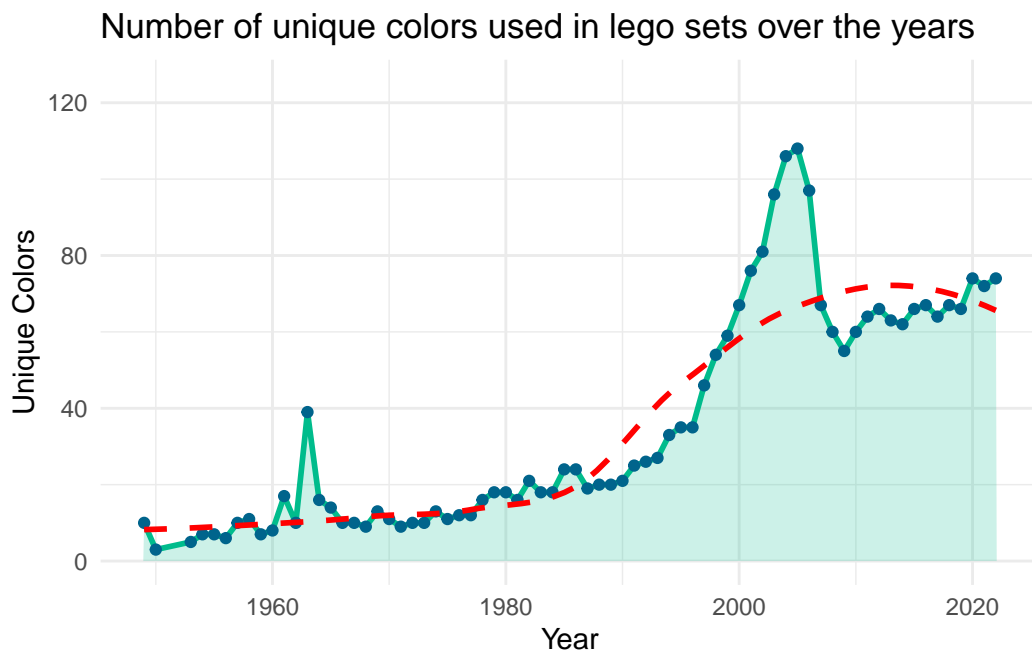 Number of unique colors used in lego sets over the years
120
80
40
0
Unique Colors
1960
1980
2000
2020
Year